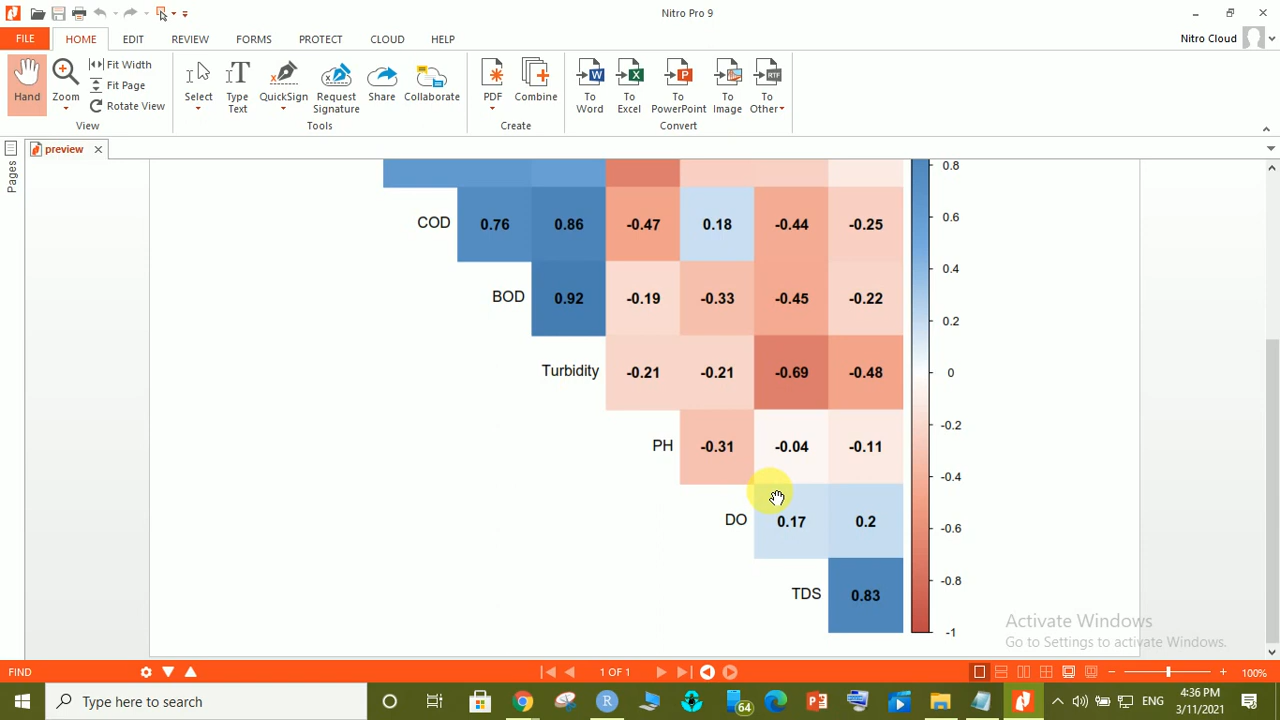 Nitro Pro 9
FILE HOME EDIT REVIEW FORMS PROTECT CLOUD HELP Nitro Cloud
Hand Zoom Fit Width Fit Page Rotate View Select Type Text QuickSign Request Signature Share Collaborate PDF Combine To Word To Excel To PowerPoint To Image To Other
View Tools Create Convert
preview
Pages
0.8
COD 0.76 0.86 -0.47 0.18 -0.44 -0.25 0.6
0.4
BOD 0.92 -0.19 -0.33 -0.45 -0.22 0.2
Turbidity -0.21 -0.21 -0.69 -0.48 0
-0.2
PH -0.31 -0.04 -0.11 -0.4
DO 0.17 0.2 -0.6
TDS 0.83 -0.8
-1
Activate Windows
Go to Settings to activate Windows.
FIND 1 OF 1 100%
Type here to search R 64 ENG 4:36 PM
3/11/2021